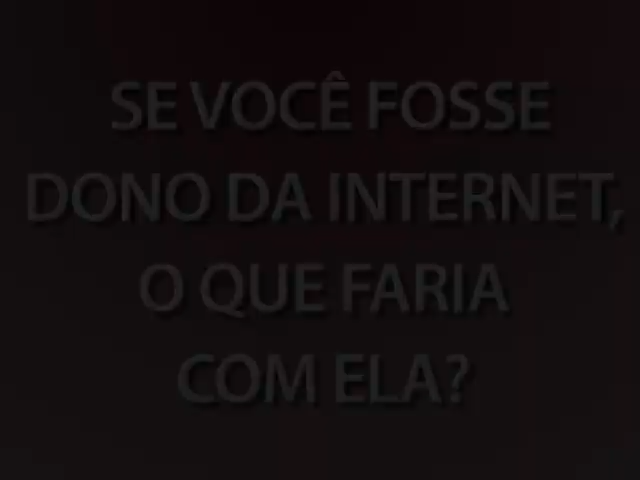 SE VOCÊ FOSSE
DONO DA INTERNET,
O QUE FARIA
COM ELA?